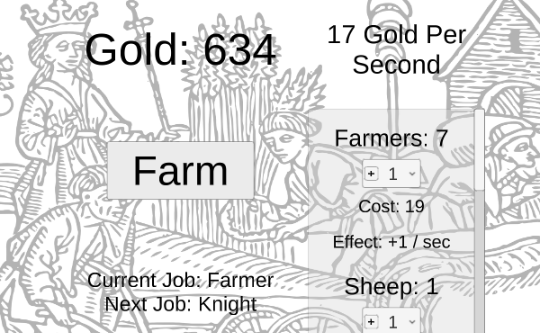 Gold: 634
17 Gold Per
Second
Farm
Current Job: Farmer
Next Job: Knight
Farmers: 7
+ 1
Cost: 19
Effect: +1 / sec
Sheep: 1
+ 1